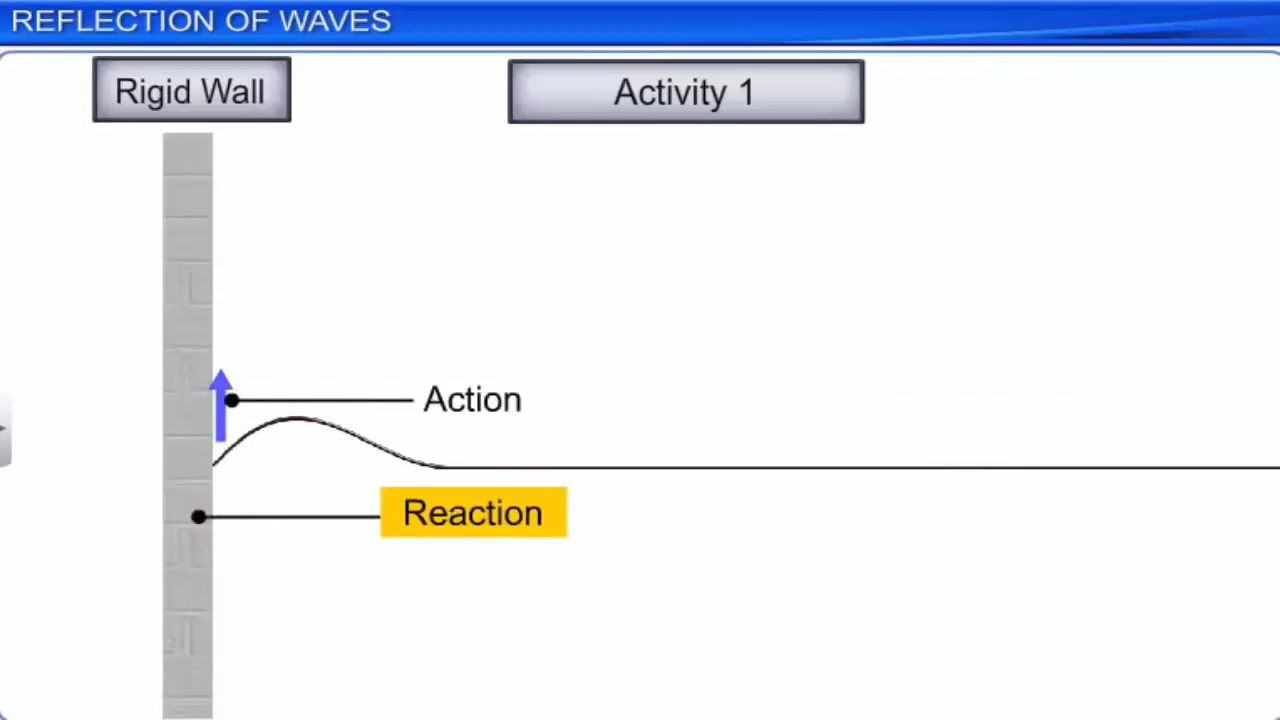 REFLECTION OF WAVES
Rigid Wall
Activity 1
Action
Reaction